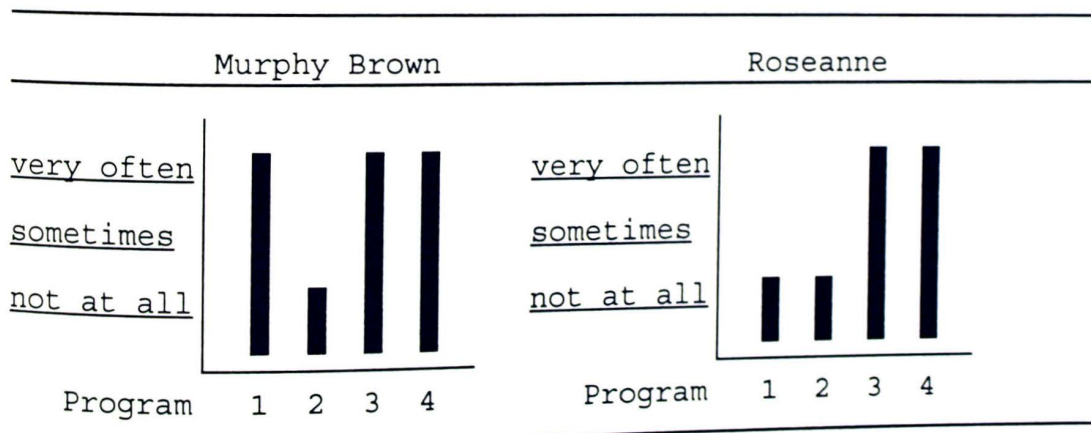 Murphy Brown Roseanne
very often very often
sometimes sometimes
not at all not at all
Program 1 2 3 4 Program 1 2 3 4